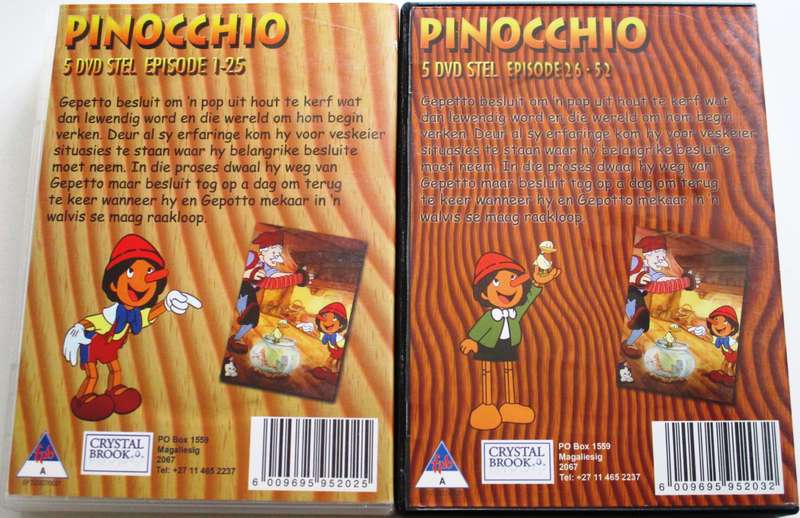 PINOCCHIO
5 DVD STEL EPISODE 1-25
Gepetto besluit om 'n pop uit hout te kerf wat
dan lewendig word en die wereld om hom begin
verken. Deur al sy erfaringe kom hy voor veskeier
situasies te staan waar hy belangrike besluite
moet neem. In die proses dwaal hy weg van
Gepetto maar besluit tog op a dag om terug
te keer wanneer hy en Gepotto mekaar in 'n
walvis se maag raakloop.
fpb
A
CRYSTAL
BROOK
PO Box 1559
Magaliesig
2067
Tel: +27 11 465 2237
6 009695 952025
PINOCCHIO
5 DVD STEL EPISODE 26 - 52
Gepetto besluit om 'n pop uit hout te kerf wat
dan lewendig word en die wereld om hom begin
verken. Deur al sy erfaringe kom hy voor veskeier
situasies te staan waar hy belangrike besluite
moet neem. In die proses dwaal hy weg van
Gepetto maar besluit tog op a dag om terug
te keer wanneer hy en Gepotto mekaar in 'n
walvis se maag raakloop.
fpb
A
CRYSTAL
BROOK
PO Box 1559
Magaliesig
2067
Tel: +27 11 465 2237
6 009695 952032